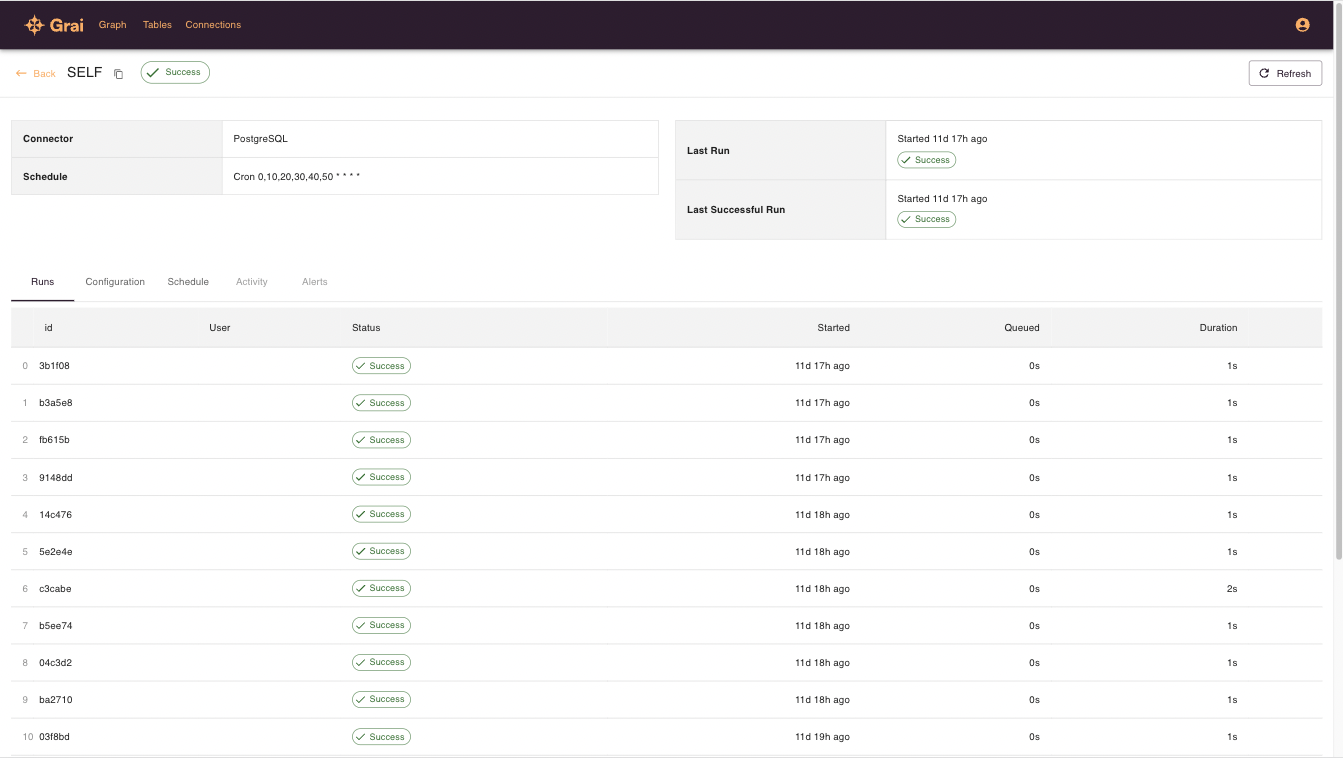 Grai Graph Tables Connections
Back SELF Success Refresh
Connector PostgreSQL
Schedule Cron 0,10,20,30,40,50 * * * *
Last Run Started 11d 17h ago
Success
Last Successful Run Started 11d 17h ago
Success
Runs Configuration Schedule Activity Alerts
id User Status Started Queued Duration
0 3b1f08 Success 11d 17h ago 0s 1s
1 b3a5e8 Success 11d 17h ago 0s 1s
2 fb615b Success 11d 17h ago 0s 1s
3 9148dd Success 11d 17h ago 0s 1s
4 14c476 Success 11d 18h ago 0s 1s
5 5e2e4e Success 11d 18h ago 0s 1s
6 c3cabe Success 11d 18h ago 0s 2s
7 b5ee74 Success 11d 18h ago 0s 1s
8 04c3d2 Success 11d 18h ago 0s 1s
9 ba2710 Success 11d 18h ago 0s 1s
10 03f8bd Success 11d 19h ago 0s 1s